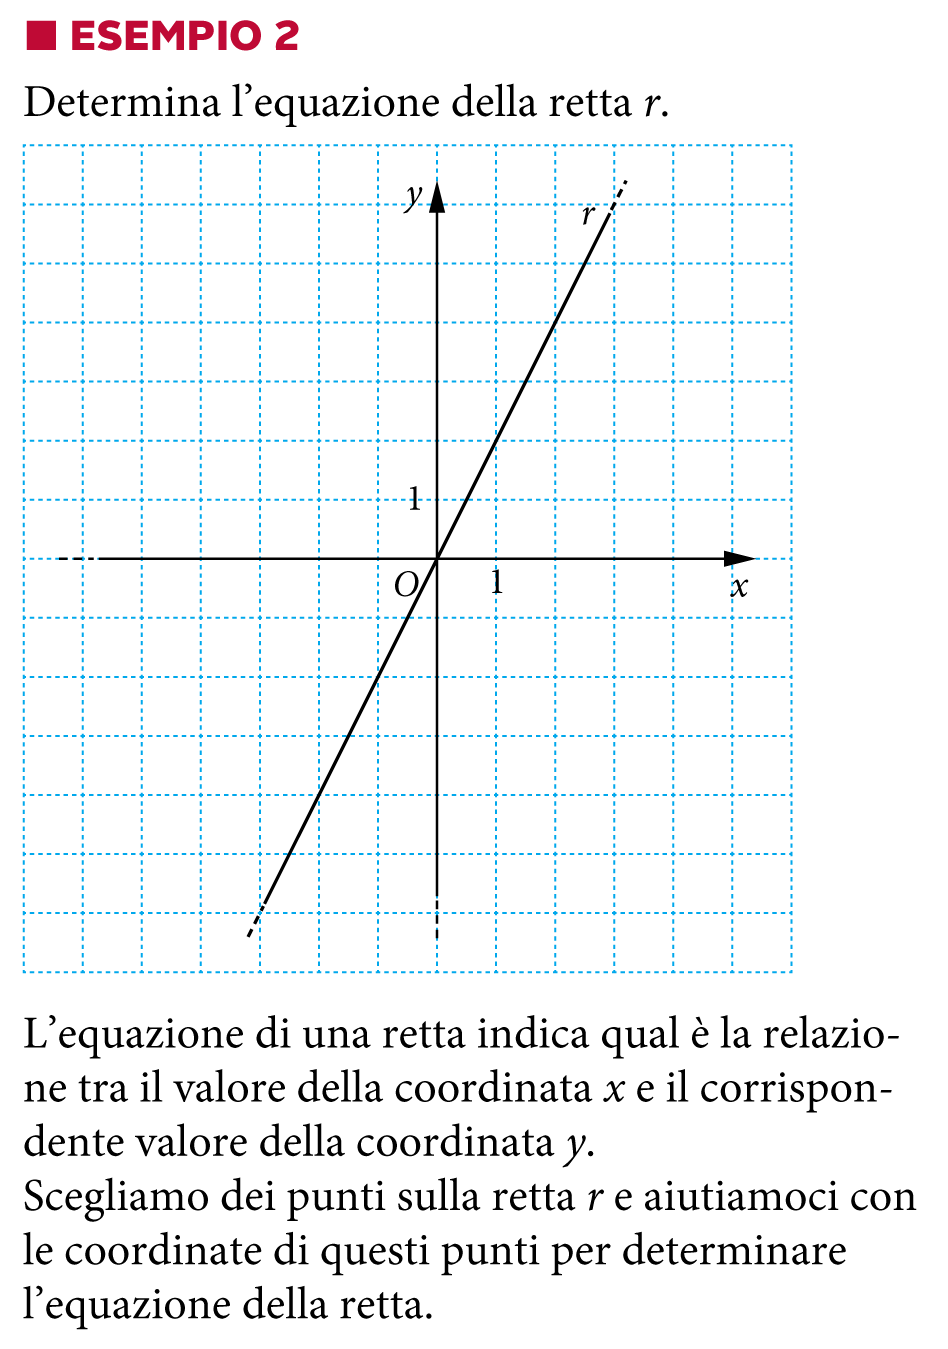 ESEMPIO 2
Determina l’equazione della retta r.
y
r
1
O
1
x
L’equazione di una retta indica qual è la relazio-
ne tra il valore della coordinata x e il corrispon-
dente valore della coordinata y.
Scegliamo dei punti sulla retta r e aiutiamoci con
le coordinate di questi punti per determinare
l’equazione della retta.